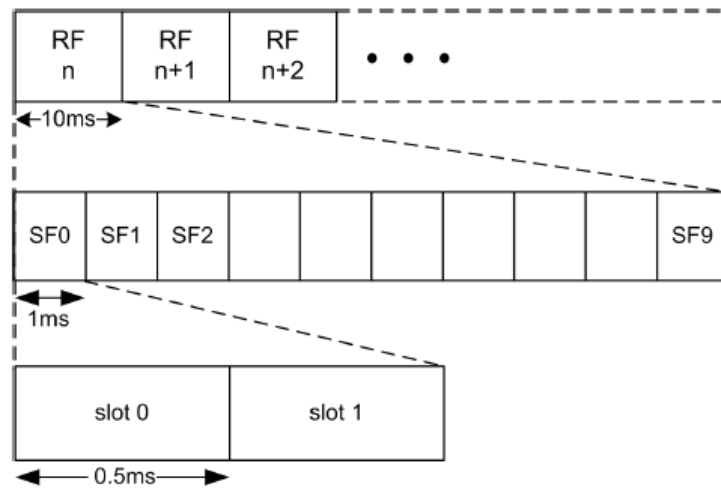 RF RF RF
n n+1 n+2
10ms
SF0 SF1 SF2 SF9
1ms
slot 0 slot 1
0.5ms